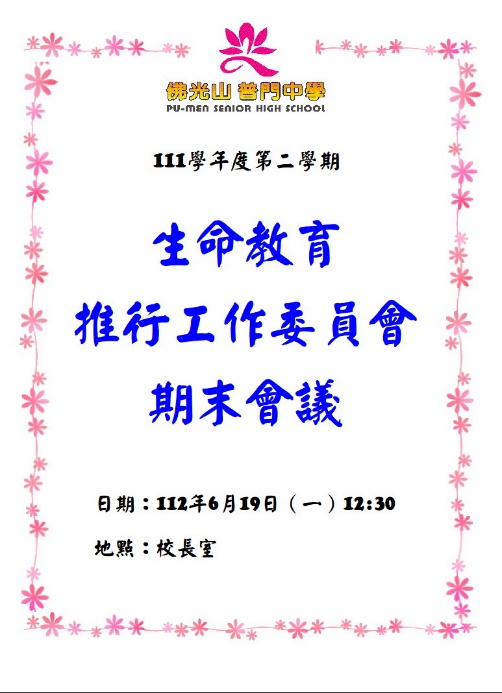 佛光山 普門中學
PU-MEN SENIOR HIGH SCHOOL
111學年度第二學期
生命教育
推行工作委員會
期末會議
日期：112年6月19日（一）12:30
地點：校長室